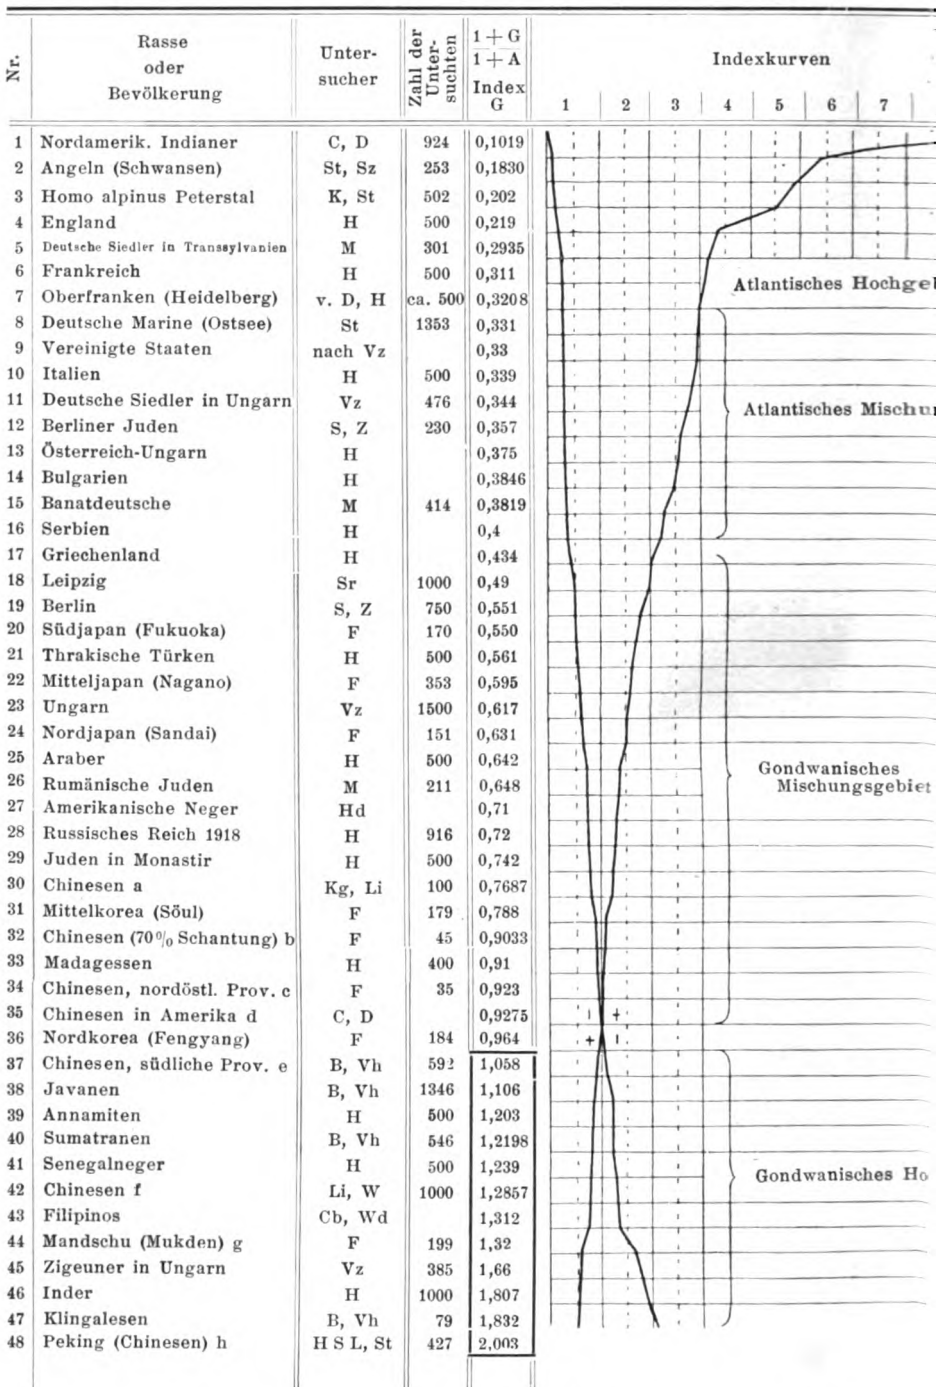 Nr.
Rasse
oder
Bevölkerung
Unter-
sucher
Zahl der
Unter-
suchten
1 + G
1 + A
Index
G
Indexkurven
1 2 3 4 5 6 7
1 Nordamerik. Indianer C, D 924 0,1019
2 Angeln (Schwansen) St, Sz 253 0,1830
3 Homo alpinus Peterstal K, St 502 0,202
4 England H 500 0,219
5 Deutsche Siedler in Transsylvanien M 301 0,2935
6 Frankreich H 500 0,311
7 Oberfranken (Heidelberg) v. D, H ca. 500 0,3208
8 Deutsche Marine (Ostsee) St 1353 0,331
9 Vereinigte Staaten nach Vz 0,33
10 Italien H 500 0,339
11 Deutsche Siedler in Ungarn Vz 476 0,344
12 Berliner Juden S, Z 230 0,357
13 Österreich-Ungarn H 0,375
14 Bulgarien H 0,3846
15 Banatdeutsche M 414 0,3819
16 Serbien H 0,4
17 Griechenland H 0,434
18 Leipzig Sr 1000 0,49
19 Berlin S, Z 750 0,551
20 Südjapan (Fukuoka) F 170 0,550
21 Thrakische Türken H 500 0,561
22 Mitteljapan (Nagano) F 353 0,595
23 Ungarn Vz 1500 0,617
24 Nordjapan (Sandai) F 151 0,631
25 Araber H 500 0,642
26 Rumänische Juden M 211 0,648
27 Amerikanische Neger Hd 0,71
28 Russisches Reich 1918 H 916 0,72
29 Juden in Monastir H 500 0,742
30 Chinesen a Kg, Li 100 0,7687
31 Mittelkorea (Söul) F 179 0,788
32 Chinesen (70% Schantung) b F 45 0,9033
33 Madagessen H 400 0,91
34 Chinesen, nordöstl. Prov. c F 35 0,923
35 Chinesen in Amerika d C, D 0,9275
36 Nordkorea (Fengyang) F 184 0,964
37 Chinesen, südliche Prov. e B, Vh 592 1,058
38 Javanen B, Vh 1346 1,106
39 Annamiten H 500 1,203
40 Sumatranen B, Vh 546 1,2198
41 Senegalneger H 500 1,239
42 Chinesen f Li, W 1000 1,2857
43 Filipinos Cb, Wd 1,312
44 Mandschu (Mukden) g F 199 1,32
45 Zigeuner in Ungarn Vz 385 1,66
46 Inder H 1000 1,807
47 Klingalesen B, Vh 79 1,832
48 Peking (Chinesen) h H S L, St 427 2,003
Atlantisches Hochge
Atlantisches Mischu
Gondwanisches
Mischungsgebiet
Gondwanisches Ho